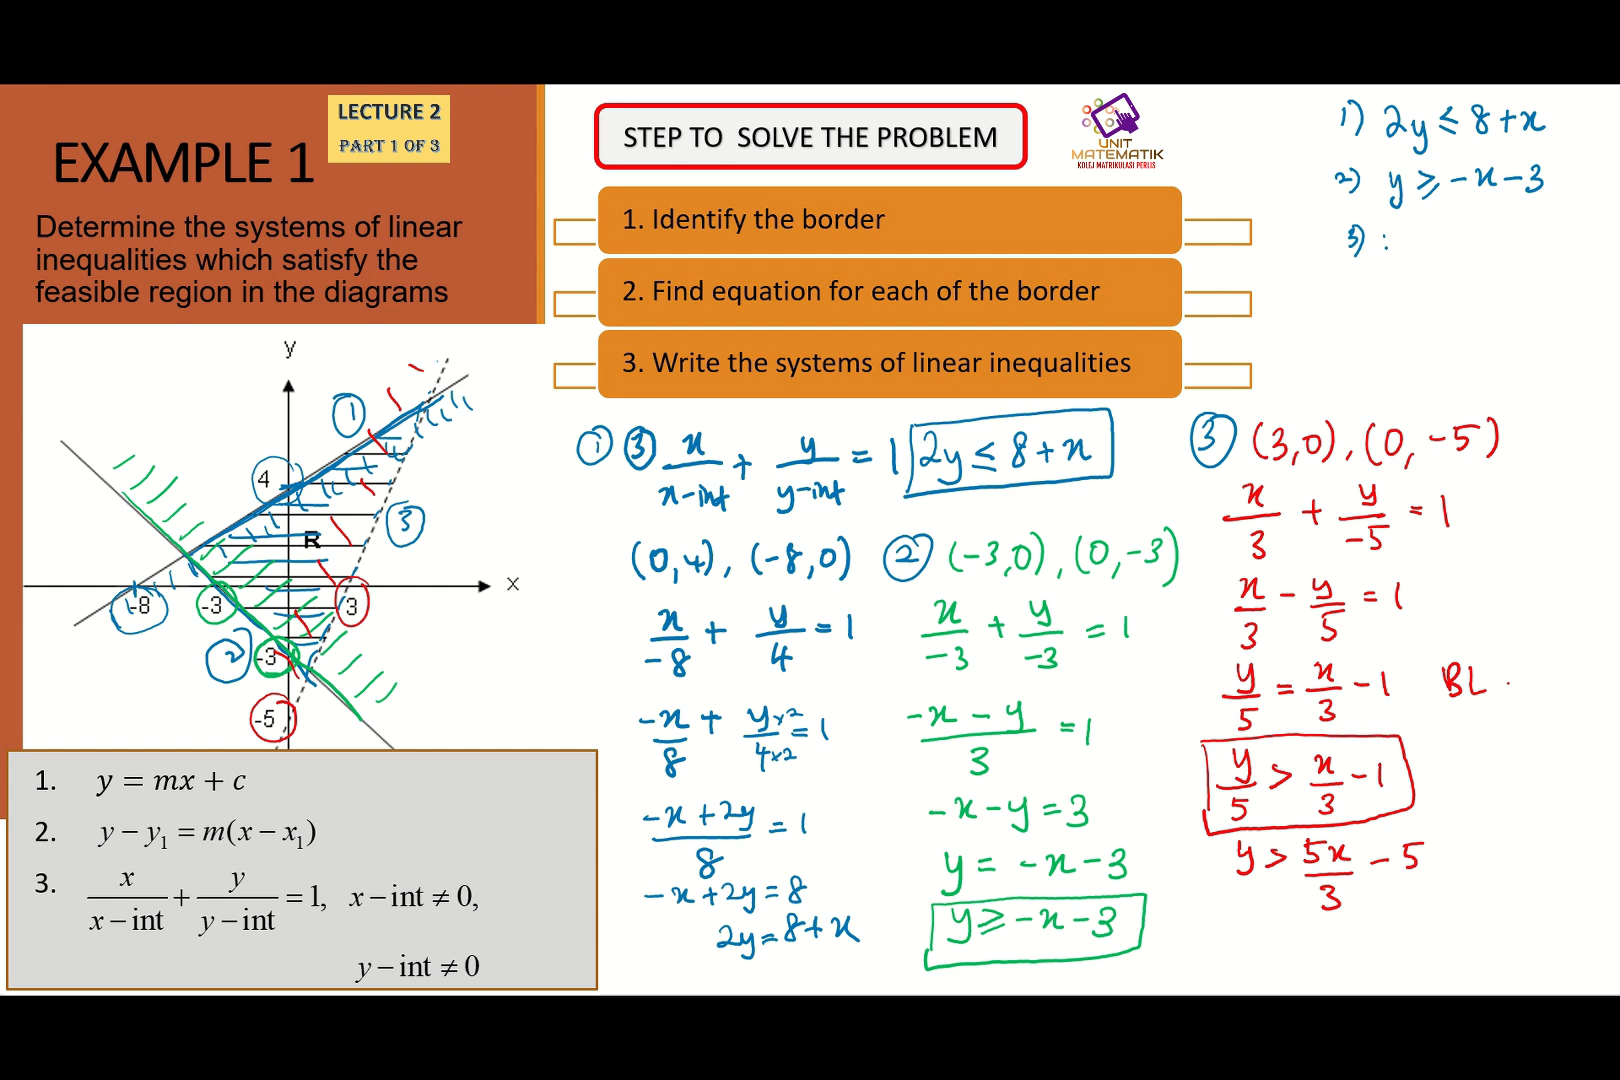 LECTURE 2
PART 1 OF 3
EXAMPLE 1
Determine the systems of linear
inequalities which satisfy the
feasible region in the diagrams
y
1
4
3
R
x
-8
-3
3
2
-3
-5
1. y = mx + c
2. y − y₁ = m(x − x₁)
3. x/(x − int) + y/(y − int) = 1, x − int ≠ 0,
y − int ≠ 0
STEP TO SOLVE THE PROBLEM
UNIT
MATEMATIK
KOLEJ MATRIKULASI PERLIS
1. Identify the border
2. Find equation for each of the border
3. Write the systems of linear inequalities
1) 2y ≤ 8 + x
2) y ≥ -x - 3
3) :
① ③ x/(x-int) + y/(y-int) = 1
2y ≤ 8 + x
(0,4), (-8,0)
x/-8 + y/4 = 1
-x/8 + y×2/4×2 = 1
(-x + 2y)/8 = 1
-x + 2y = 8
2y = 8 + x
② (-3,0), (0,-3)
x/-3 + y/-3 = 1
(-x - y)/3 = 1
-x - y = 3
y = -x - 3
y ≥ -x - 3
③ (3,0), (0,-5)
x/3 + y/-5 = 1
x/3 - y/5 = 1
y/5 = x/3 - 1 BL
y/5 > x/3 - 1
y > 5x/3 - 5